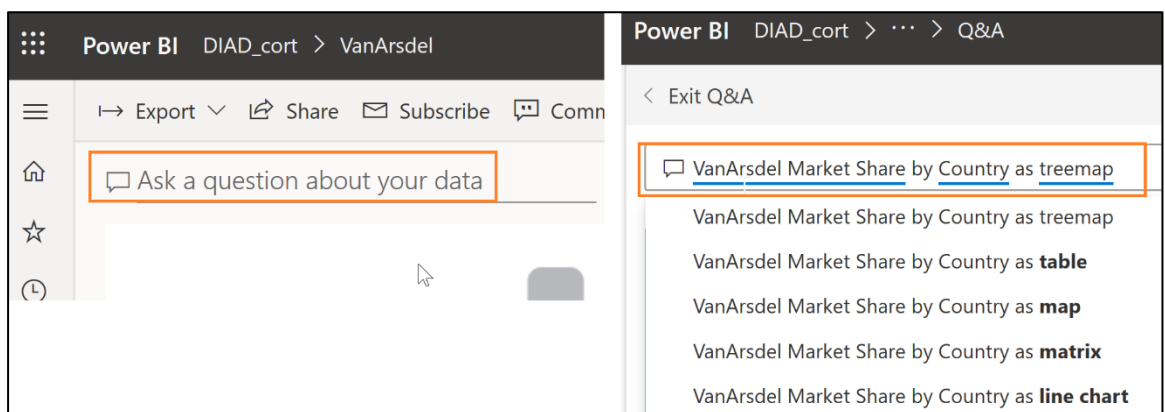 Power BI DIAD_cort > VanArsdel
Export Share Subscribe Comm
Ask a question about your data
Power BI DIAD_cort > ··· > Q&A
< Exit Q&A
VanArsdel Market Share by Country as treemap
VanArsdel Market Share by Country as treemap
VanArsdel Market Share by Country as table
VanArsdel Market Share by Country as map
VanArsdel Market Share by Country as matrix
VanArsdel Market Share by Country as line chart